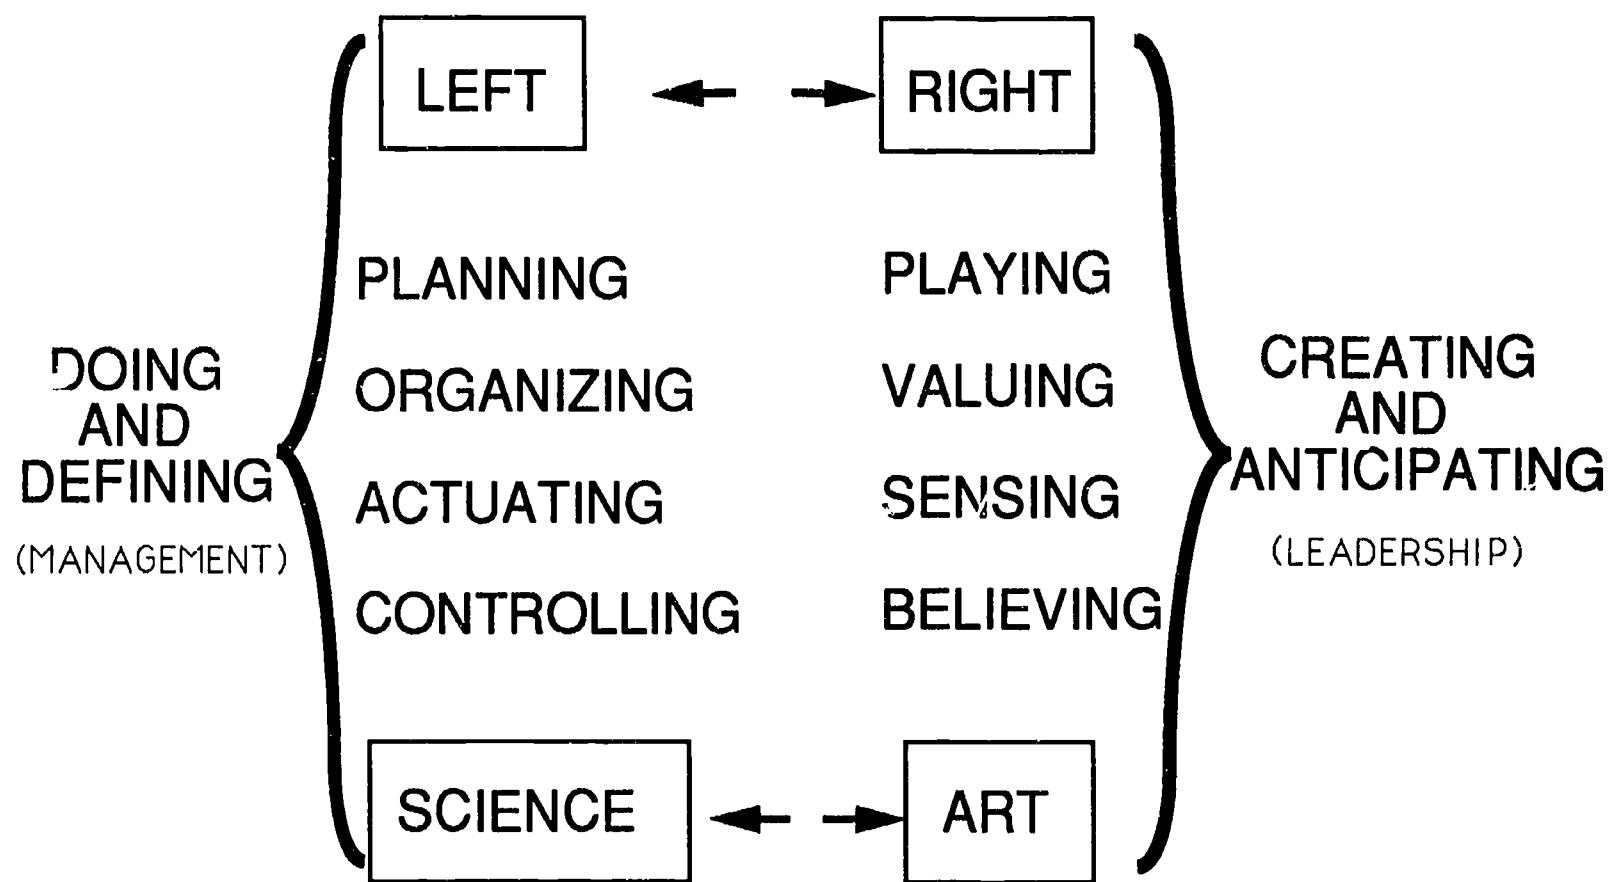 LEFT
RIGHT
PLANNING
PLAYING
DOING
AND
DEFINING
(MANAGEMENT)
ORGANIZING
VALUING
CREATING
AND
ANTICIPATING
(LEADERSHIP)
ACTUATING
SENSING
CONTROLLING
BELIEVING
SCIENCE
ART